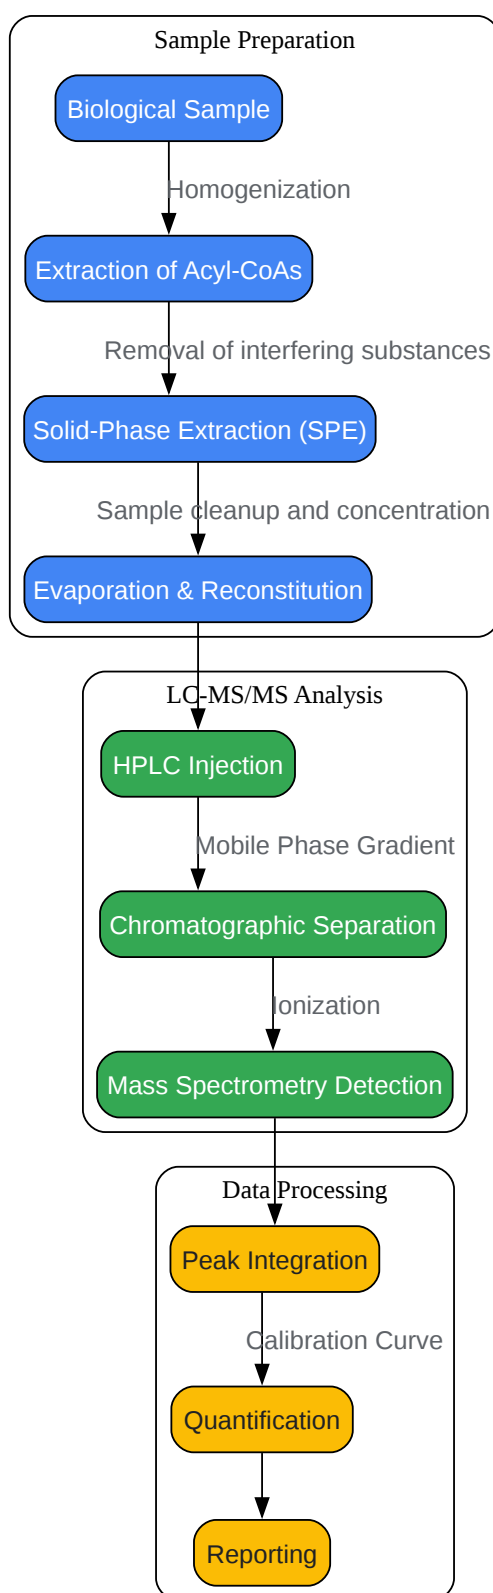 Sample Preparation
Biological Sample
Homogenization
Extraction of Acyl-CoAs
Removal of interfering substances
Solid-Phase Extraction (SPE)
Sample cleanup and concentration
Evaporation & Reconstitution
LC-MS/MS Analysis
HPLC Injection
Mobile Phase Gradient
Chromatographic Separation
Ionization
Mass Spectrometry Detection
Data Processing
Peak Integration
Calibration Curve
Quantification
Reporting